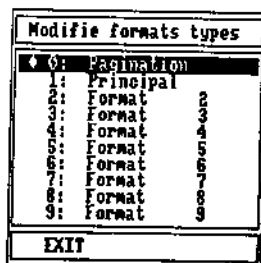 Modifie formats types
♦ 0: Pagination
1: Principal
2: Format 2
3: Format 3
4: Format 4
5: Format 5
6: Format 6
7: Format 7
8: Format 8
9: Format 9
EXIT